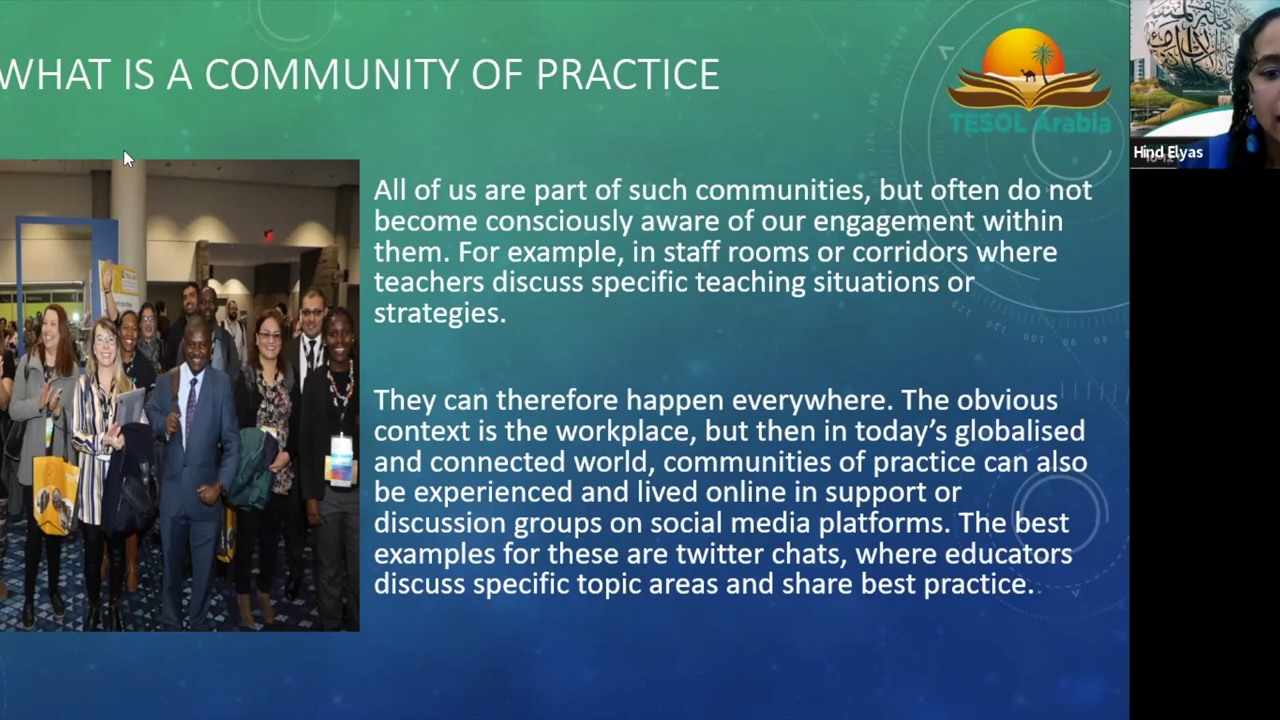 WHAT IS A COMMUNITY OF PRACTICE
TESOL Arabia
Hind Elyas
All of us are part of such communities, but often do not
become consciously aware of our engagement within
them. For example, in staff rooms or corridors where
teachers discuss specific teaching situations or
strategies.
They can therefore happen everywhere. The obvious
context is the workplace, but then in today's globalised
and connected world, communities of practice can also
be experienced and lived online in support or
discussion groups on social media platforms. The best
examples for these are twitter chats, where educators
discuss specific topic areas and share best practice.